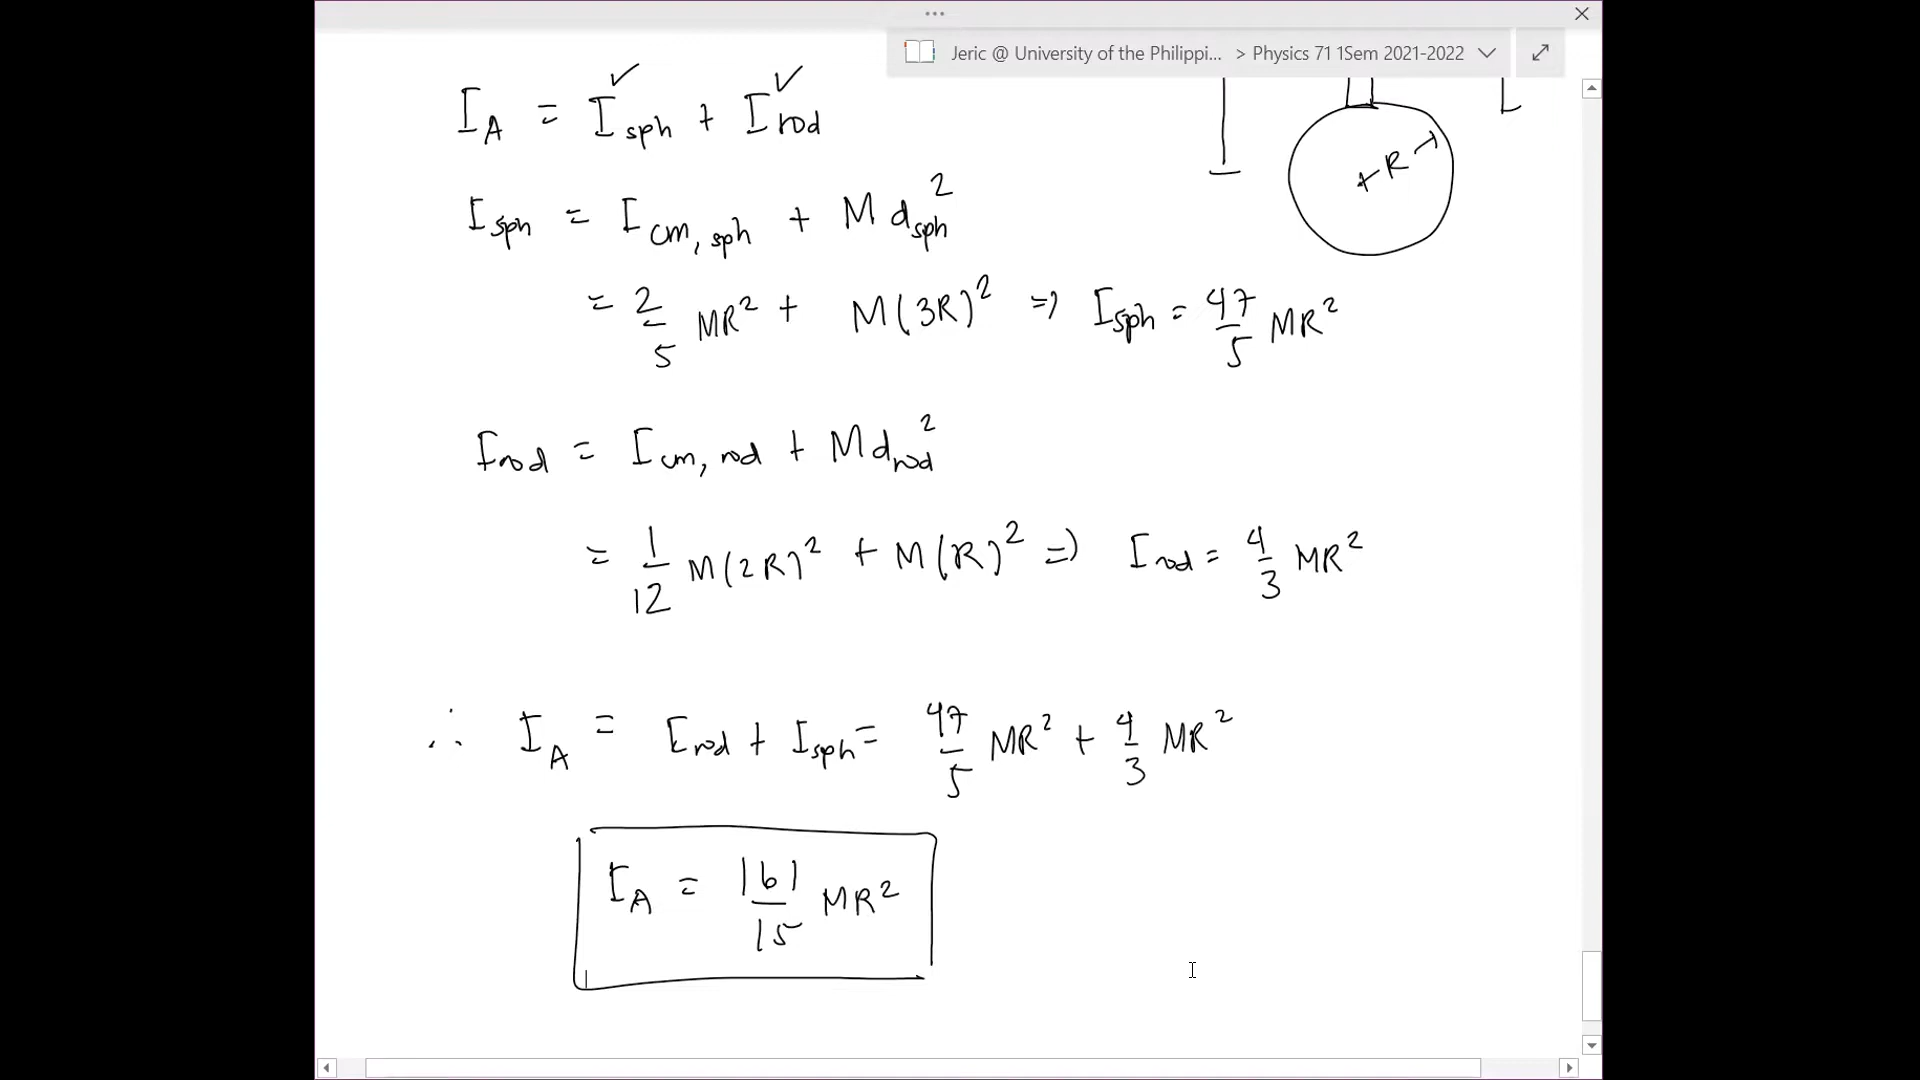 Jeric @ University of the Philippi... > Physics 71 1Sem 2021-2022
I_A = I_sph + I_rod
R
I_sph = I_cm, sph + M d_sph^2
= 2/5 MR^2 + M(3R)^2 => I_sph = 47/5 MR^2
I_rod = I_cm, rod + M d_rod^2
= 1/12 M(2R)^2 + M(R)^2 => I_rod = 4/3 MR^2
∴ I_A = I_rod + I_sph = 47/5 MR^2 + 4/3 MR^2
I_A = 161/15 MR^2